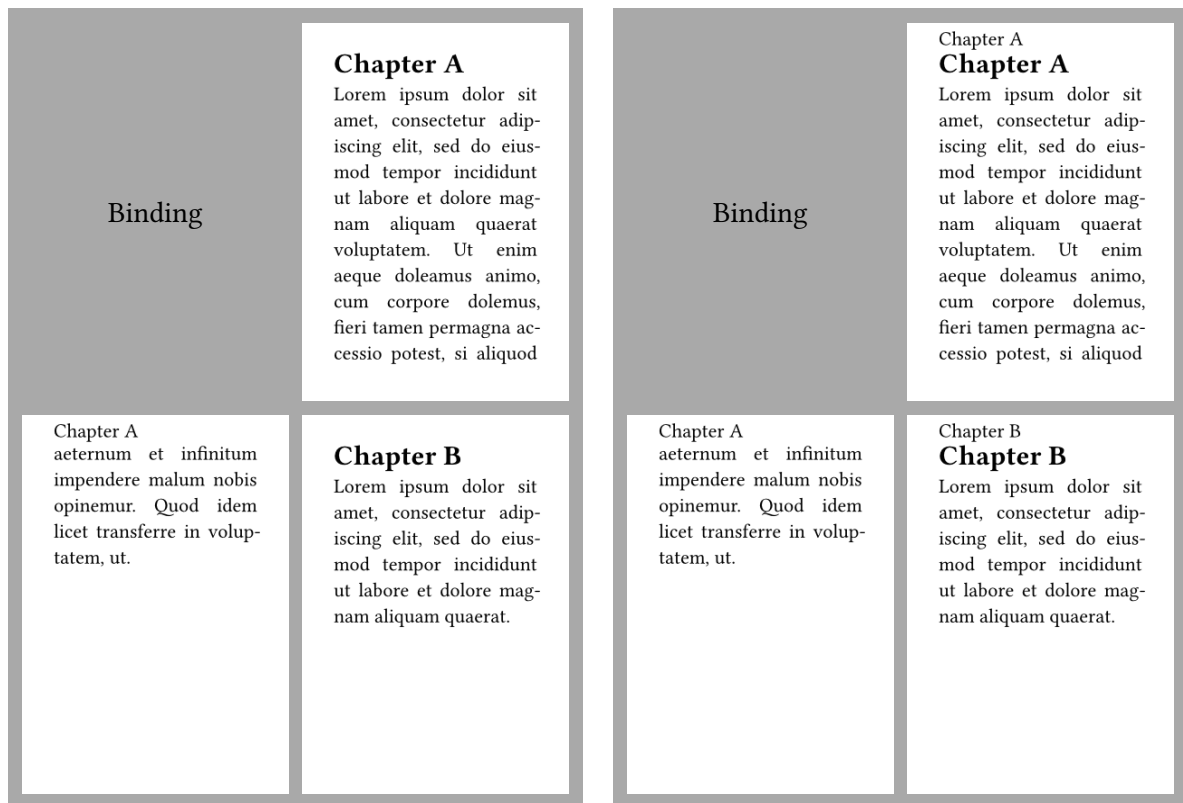 Binding
Chapter A
Lorem ipsum dolor sit
amet, consectetur adip-
iscing elit, sed do eius-
mod tempor incididunt
ut labore et dolore mag-
nam aliquam quaerat
voluptatem. Ut enim
aeque doleamus animo,
cum corpore dolemus,
fieri tamen permagna ac-
cessio potest, si aliquod
Chapter A
aeternum et infinitum
impendere malum nobis
opinemur. Quod idem
licet transferre in volup-
tatem, ut.
Chapter B
Lorem ipsum dolor sit
amet, consectetur adip-
iscing elit, sed do eius-
mod tempor incididunt
ut labore et dolore mag-
nam aliquam quaerat.
Binding
Chapter A
Chapter A
Lorem ipsum dolor sit
amet, consectetur adip-
iscing elit, sed do eius-
mod tempor incididunt
ut labore et dolore mag-
nam aliquam quaerat
voluptatem. Ut enim
aeque doleamus animo,
cum corpore dolemus,
fieri tamen permagna ac-
cessio potest, si aliquod
Chapter A
aeternum et infinitum
impendere malum nobis
opinemur. Quod idem
licet transferre in volup-
tatem, ut.
Chapter B
Chapter B
Lorem ipsum dolor sit
amet, consectetur adip-
iscing elit, sed do eius-
mod tempor incididunt
ut labore et dolore mag-
nam aliquam quaerat.